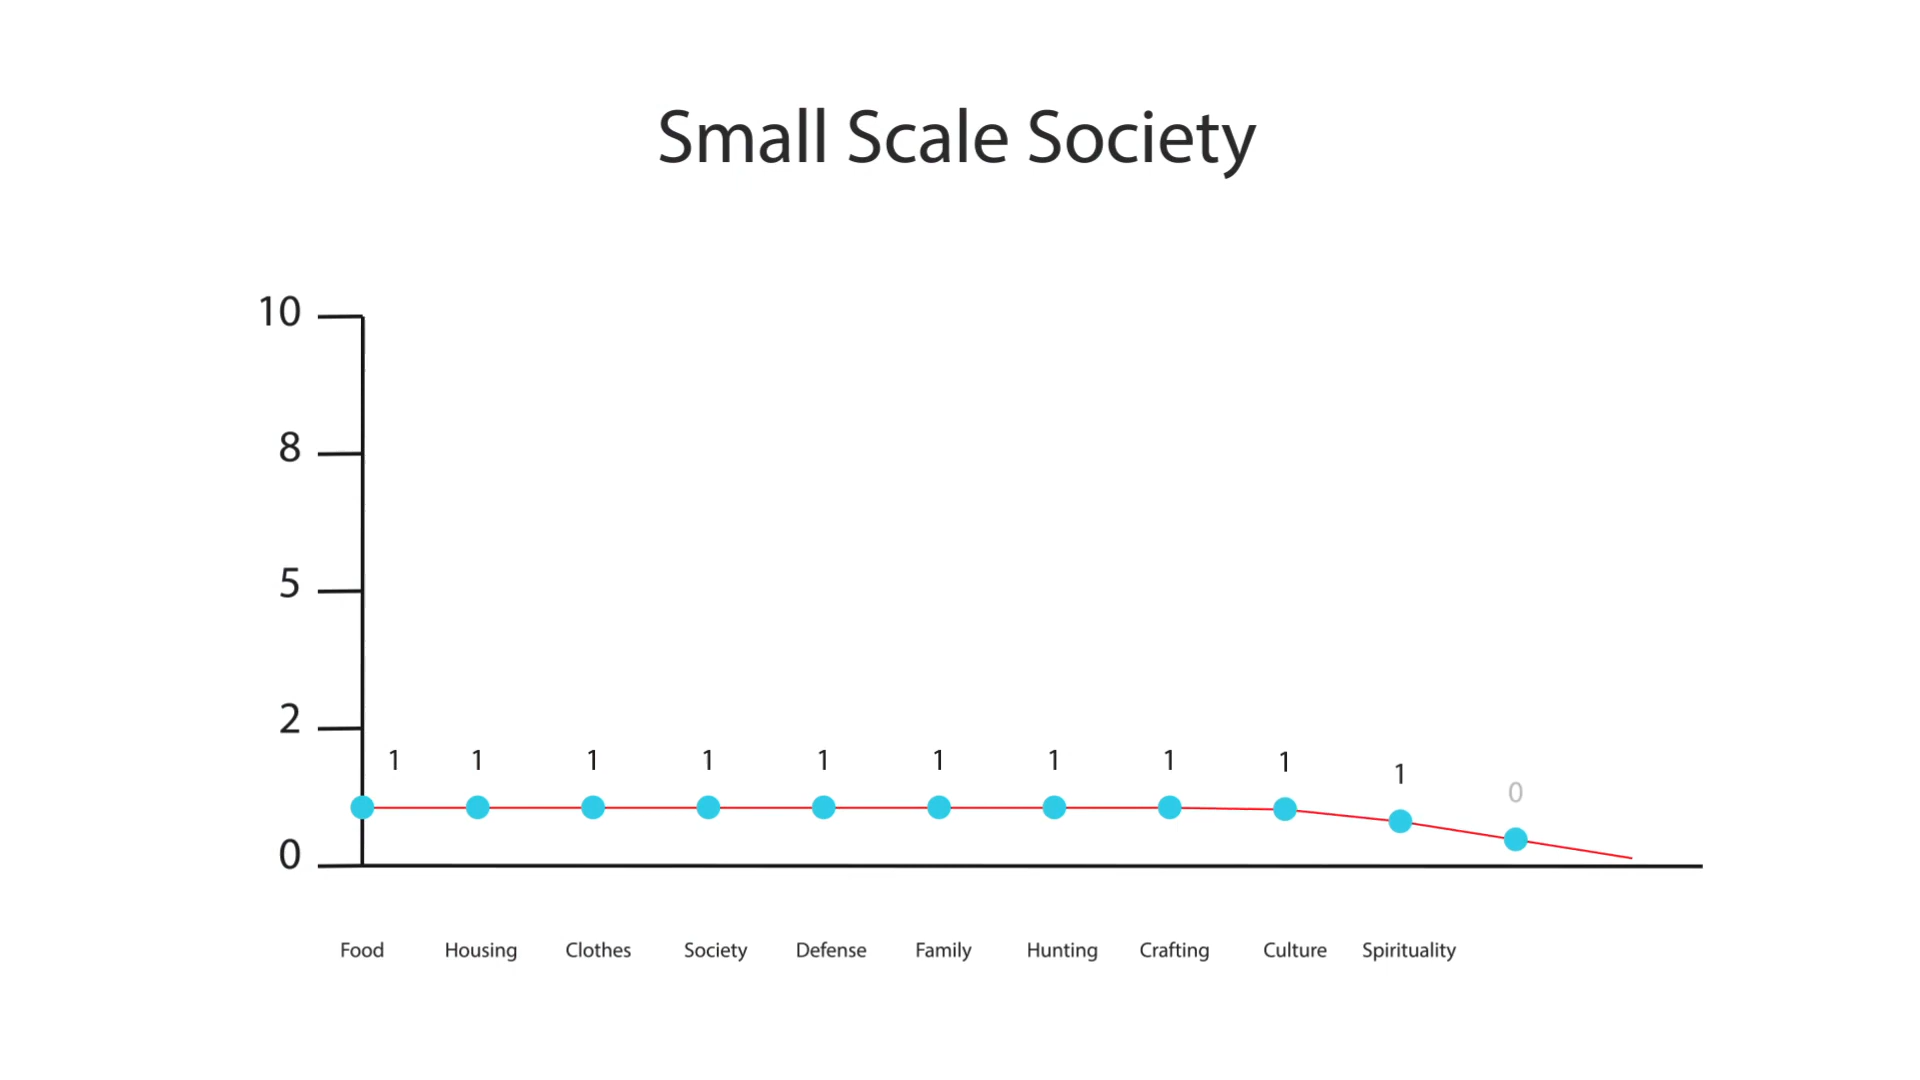 Small Scale Society
10
8
5
2
0
1 1 1 1 1 1 1 1 1 1 0
Food Housing Clothes Society Defense Family Hunting Crafting Culture Spirituality